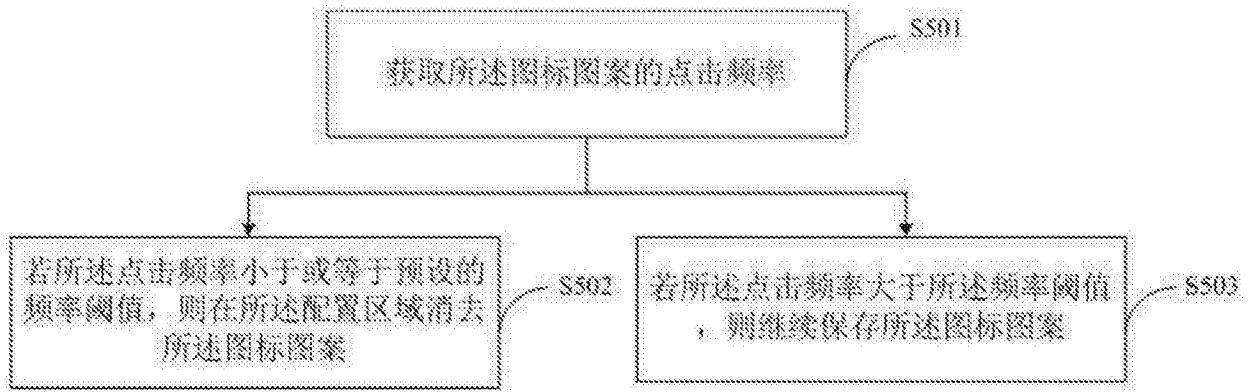 S501
获取所述图标图案的点击频率
若所述点击频率小于或等于预设的
频率阈值，则在所述配置区域消去
所述图标图案
S502
若所述点击频率大于所述频率阈值
，则继续保存所述图标图案
S503